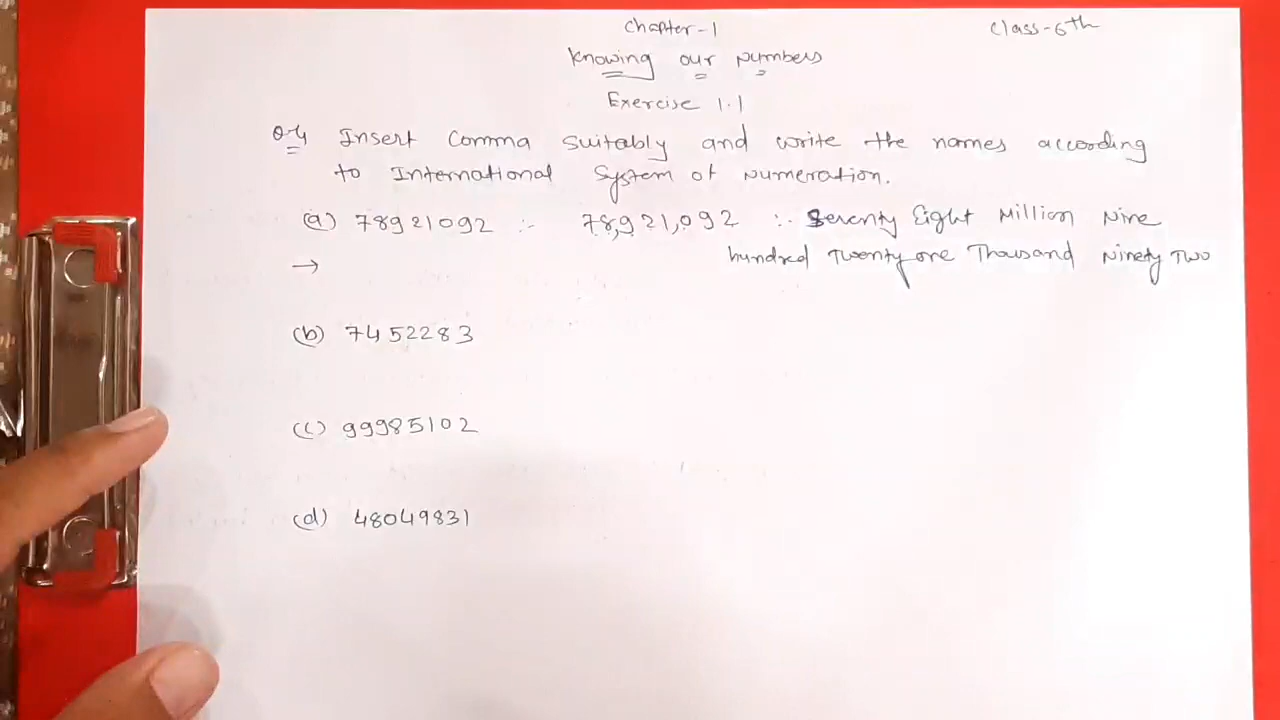 Chapter-1
Class-6th
Knowing our Numbers
Exercise 1.1
Q.4 Insert Comma suitably and write the names according
to International System of Numeration.
(a) 78921092 :- 78,921,092 :- Seventy Eight Million Nine
hundred Twenty one Thousand Ninety Two
→
(b) 7452283
(c) 99985102
(d) 48049831